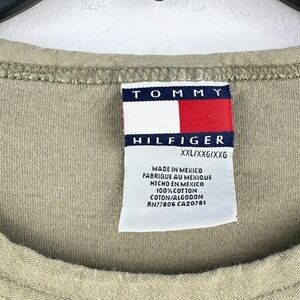 TOMMY
HILFIGER
XXL/XXG/XXG
MADE IN MEXICO
FABRIQUE AU MEXIQUE
HECHO EN MEXICO
100% COTTON
COTON/ALGODON
RN77806 CA20781